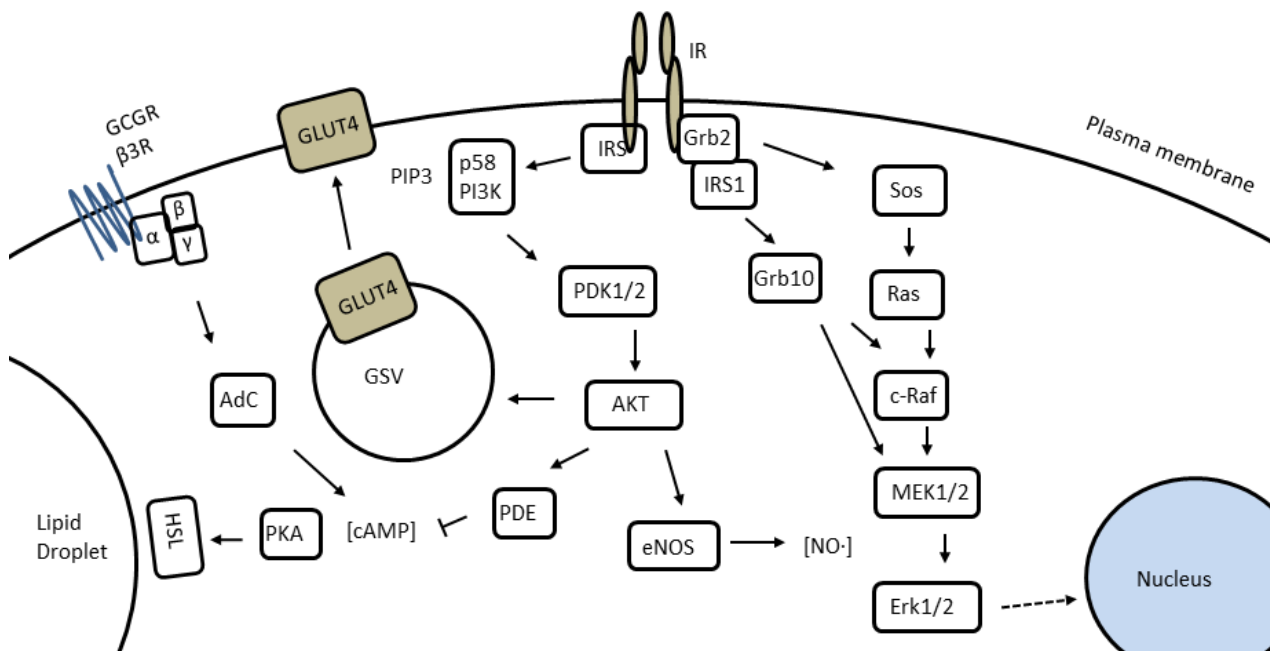 IR
GCGR
β3R
GLUT4
Plasma membrane
IRS
Grb2
p58
PI3K
PIP3
IRS1
Sos
β
α
γ
Grb10
PDK1/2
Ras
GLUT4
GSV
AdC
AKT
c-Raf
MEK1/2
PDE
[cAMP]
PKA
HSL
Lipid
Droplet
eNOS
[NO·]
Nucleus
Erk1/2